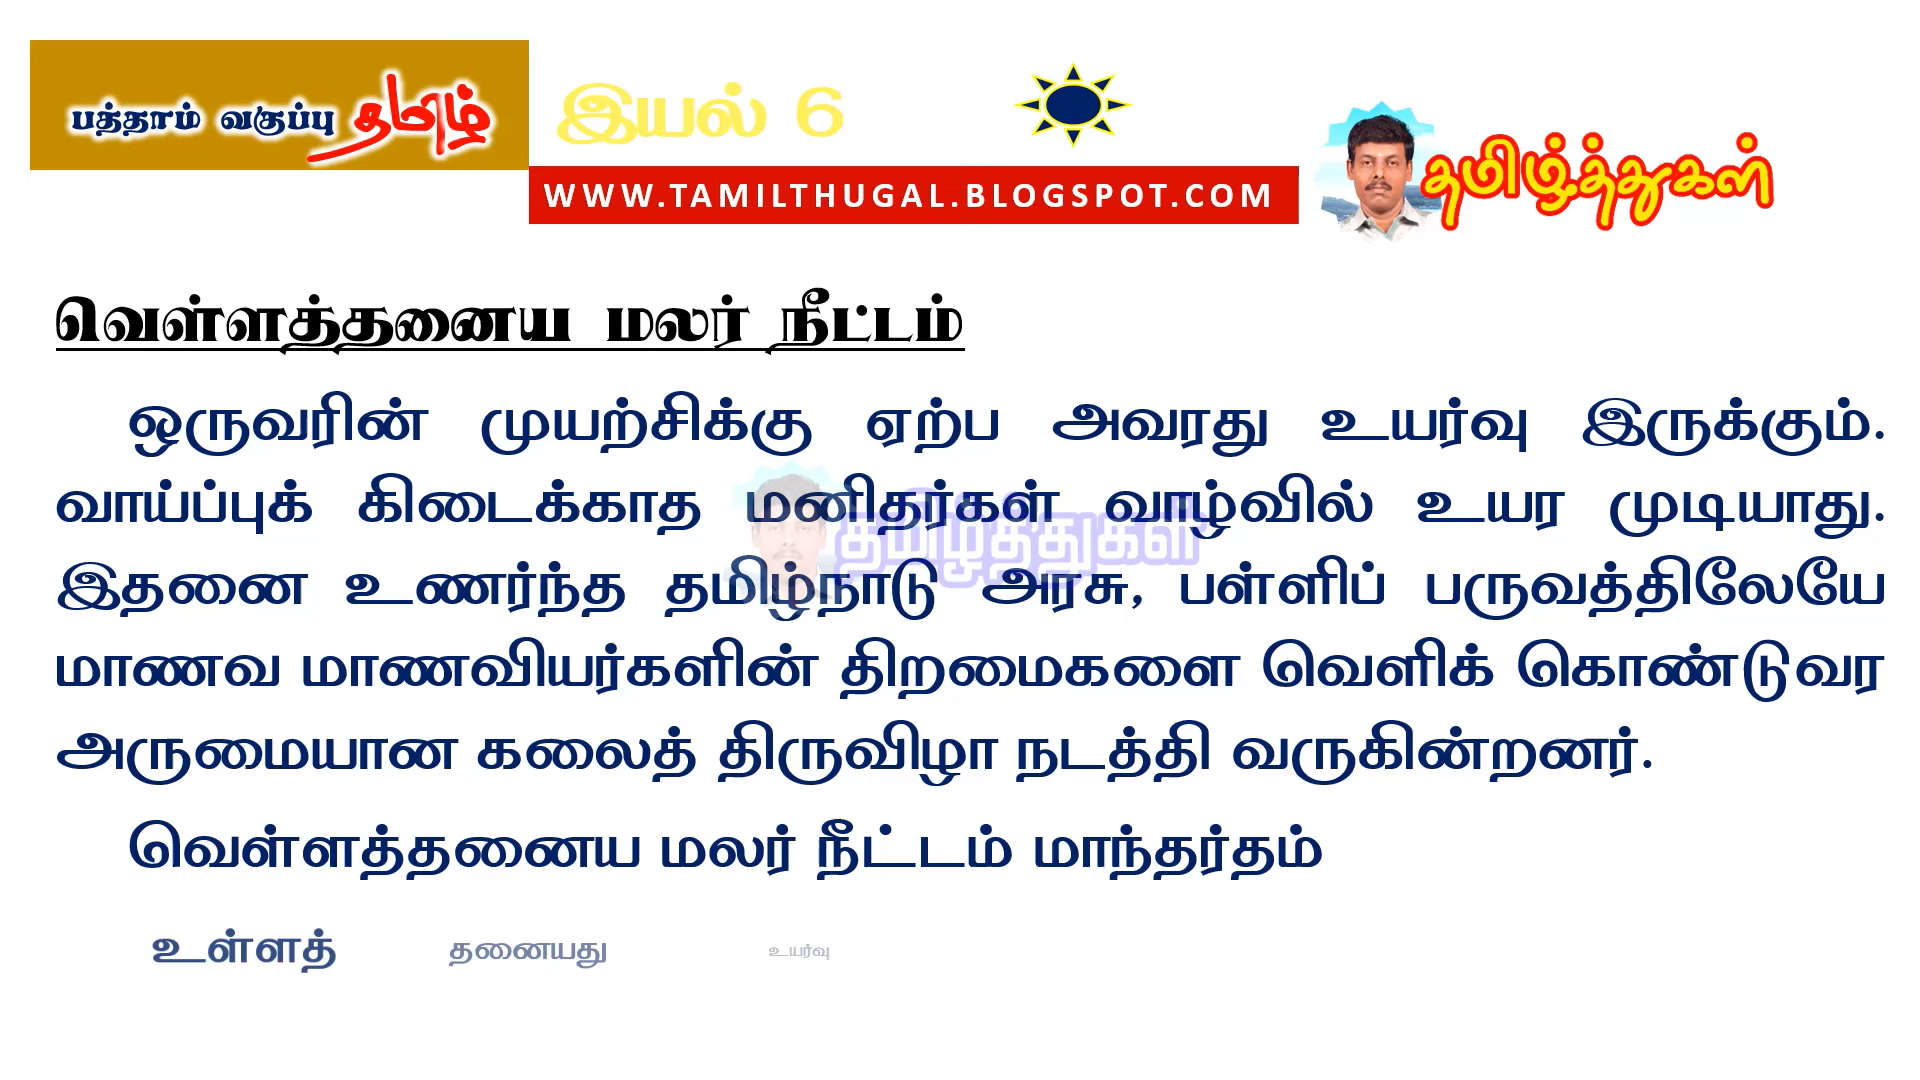 பத்தாம் வகுப்பு தமிழ்
இயல் 6
WWW.TAMILTHUGAL.BLOGSPOT.COM
தமிழ்த்துகள்
வெள்ளத்தனைய மலர் நீட்டம்
ஒருவரின் முயற்சிக்கு ஏற்ப அவரது உயர்வு இருக்கும்.
வாய்ப்புக் கிடைக்காத மனிதர்கள் வாழ்வில் உயர முடியாது.
தமிழ்த்துகள்
இதனை உணர்ந்த தமிழ்நாடு அரசு, பள்ளிப் பருவத்திலேயே
மாணவ மாணவியர்களின் திறமைகளை வெளிக் கொண்டுவர
அருமையான கலைத் திருவிழா நடத்தி வருகின்றனர்.
வெள்ளத்தனைய மலர் நீட்டம் மாந்தர்தம்
உள்ளத் தனையது உயர்வு